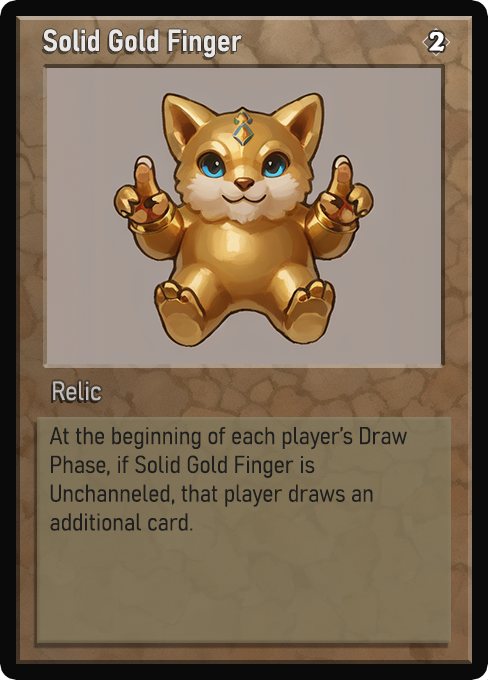 Solid Gold Finger
2
Relic
At the beginning of each player's Draw
Phase, if Solid Gold Finger is
Unchanneled, that player draws an
additional card.